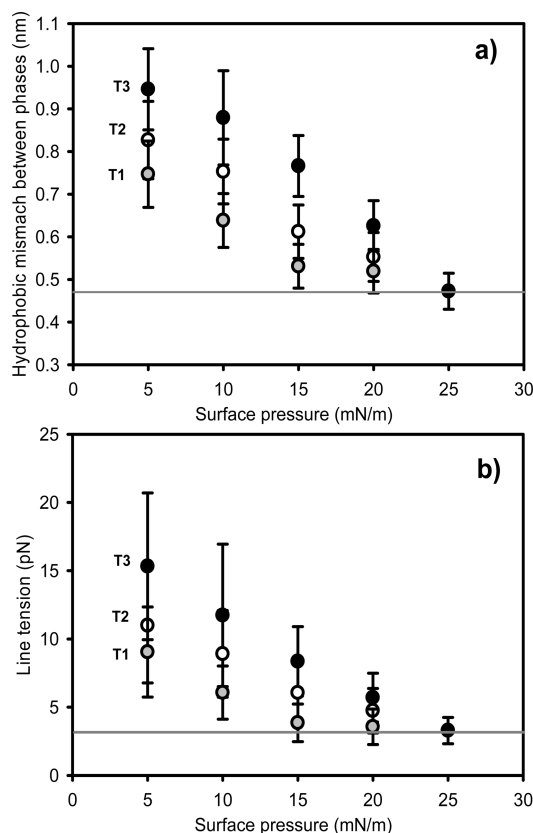 a)
1.1
1.0
0.9
0.8
0.7
0.6
0.5
0.4
0.3
Hydrophobic mismach between phases (nm)
T3
T2
T1
0 5 10 15 20 25 30
Surface pressure (mN/m)
b)
25
20
15
10
5
0
Line tension (pN)
T3
T2
T1
0 5 10 15 20 25 30
Surface pressure (mN/m)